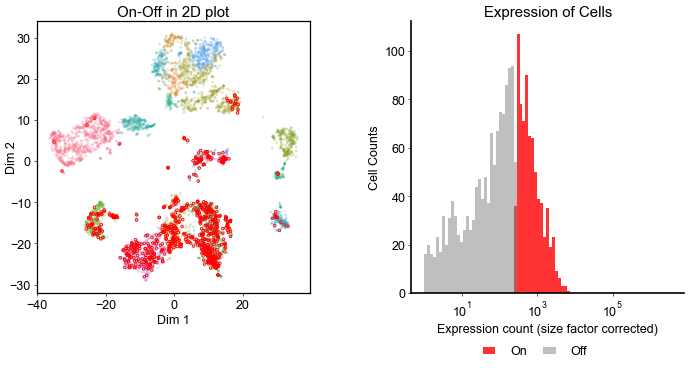 On-Off in 2D plot
Dim 2
30
20
10
0
−10
−20
−30
−40
−20
0
20
Dim 1
Expression of Cells
Cell Counts
100
80
60
40
20
0
10^1
10^3
10^5
Expression count (size factor corrected)
On
Off